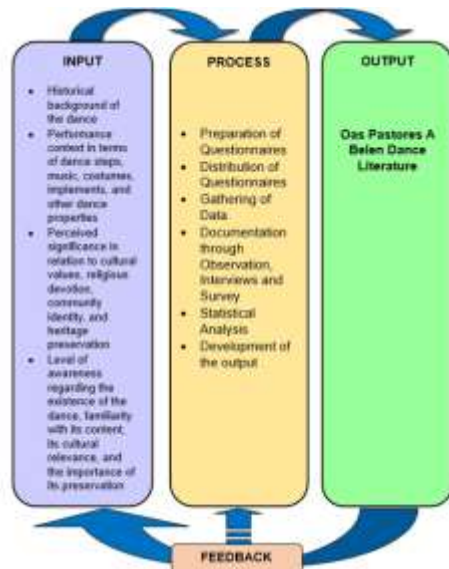 INPUT
• Historical
background of
the dance
• Performance
context in terms
of dance steps,
music, costumes,
implements, and
other dance
properties
• Perceived
significance in
relation to cultural
values, religious
devotion,
community
identity, and
heritage
preservation
• Level of
awareness
regarding the
existence of the
dance, familiarity
with its content,
its cultural
relevance, and
the importance of
its preservation
PROCESS
• Preparation of
Questionnaires
• Distribution of
Questionnaires
• Gathering of
Data
• Documentation
through
Observation,
Interviews and
Survey
• Statistical
Analysis
• Development of
the output
OUTPUT
Oas Pastores A
Belen Dance
Literature
FEEDBACK